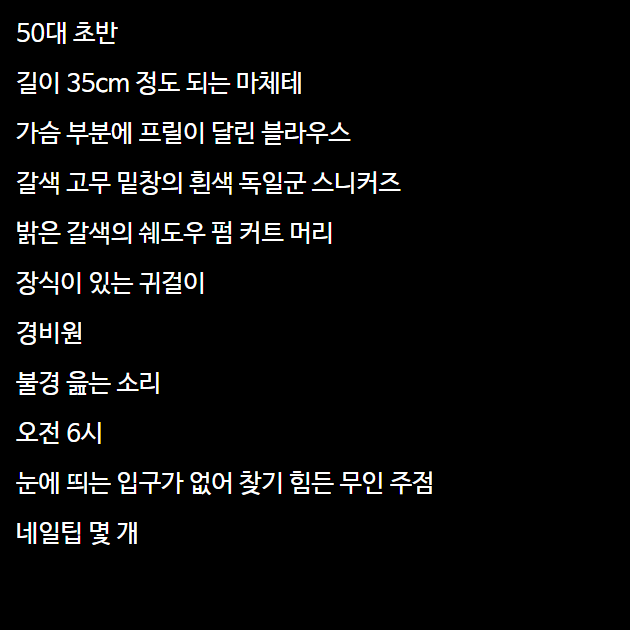 50대 초반
길이 35cm 정도 되는 마체테
가슴 부분에 프릴이 달린 블라우스
갈색 고무 밑창의 흰색 독일군 스니커즈
밝은 갈색의 쉐도우 펌 커트 머리
장식이 있는 귀걸이
경비원
불경 읊는 소리
오전 6시
눈에 띄는 입구가 없어 찾기 힘든 무인 주점
네일팁 몇 개